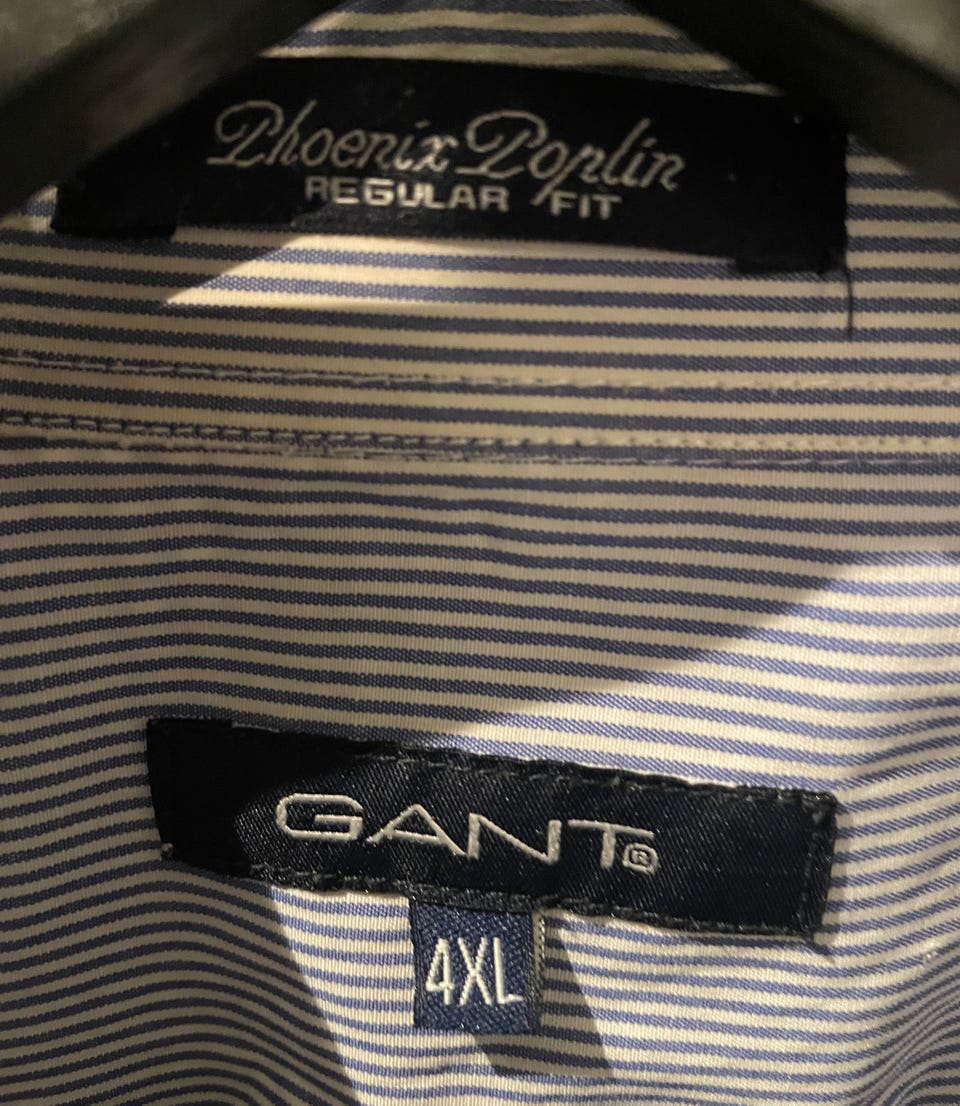 Phoenix Poplin
REGULAR FIT
GANT®
4XL